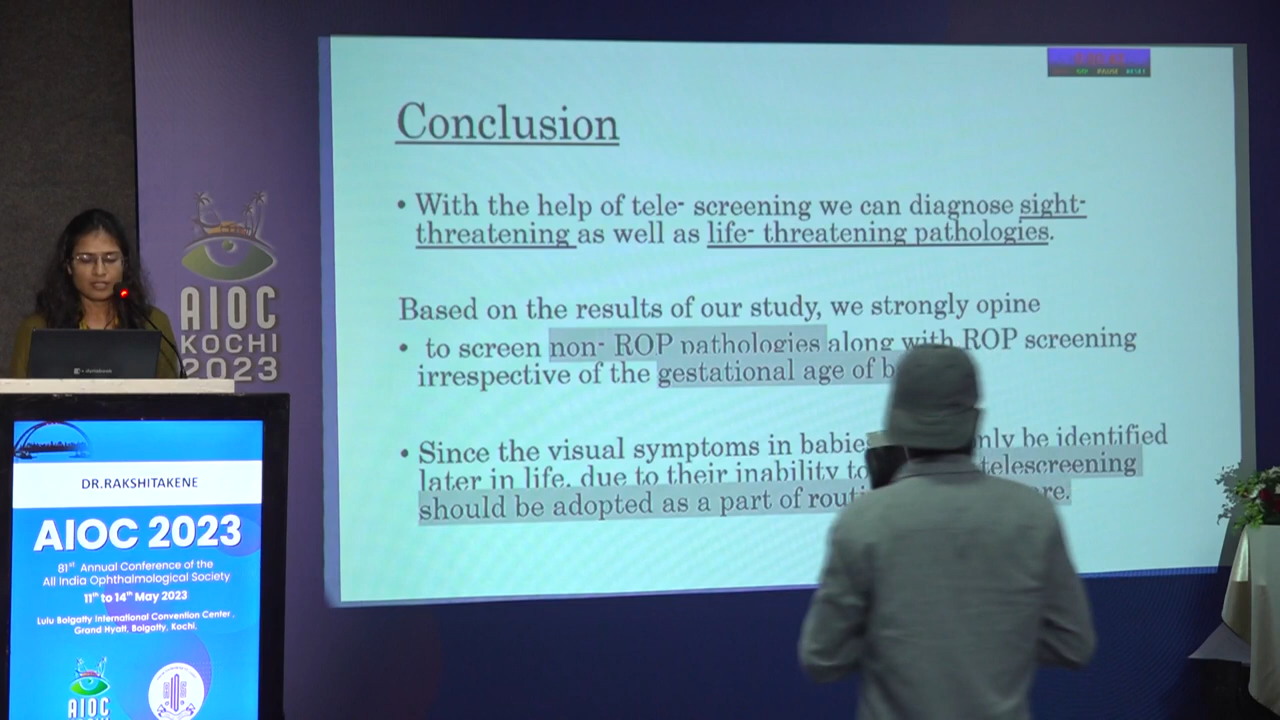 Conclusion
• With the help of tele- screening we can diagnose sight-
threatening as well as life- threatening pathologies.
Based on the results of our study, we strongly opine
• to screen non- ROP pathologies along with ROP screening
irrespective of the gestational age of
• Since the visual symptoms in babies be identified
later in life, due to their inability to telescreening
should be adopted as a part of
AIOC
KOCHI
2023
DR.RAKSHITAKENE
AIOC 2023
81st Annual Conference of the
All India Ophthalmological Society
11th to 14th May 2023
Lulu Bolgatty International Convention Center,
Grand Hyatt, Bolgatty, Kochi.
AIOC